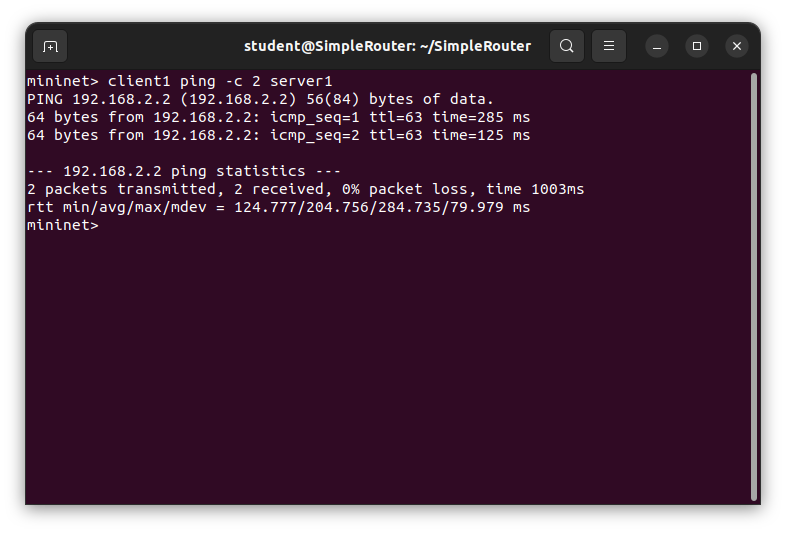 student@SimpleRouter: ~/SimpleRouter
mininet> client1 ping -c 2 server1
PING 192.168.2.2 (192.168.2.2) 56(84) bytes of data.
64 bytes from 192.168.2.2: icmp_seq=1 ttl=63 time=285 ms
64 bytes from 192.168.2.2: icmp_seq=2 ttl=63 time=125 ms
--- 192.168.2.2 ping statistics ---
2 packets transmitted, 2 received, 0% packet loss, time 1003ms
rtt min/avg/max/mdev = 124.777/204.756/284.735/79.979 ms
mininet>